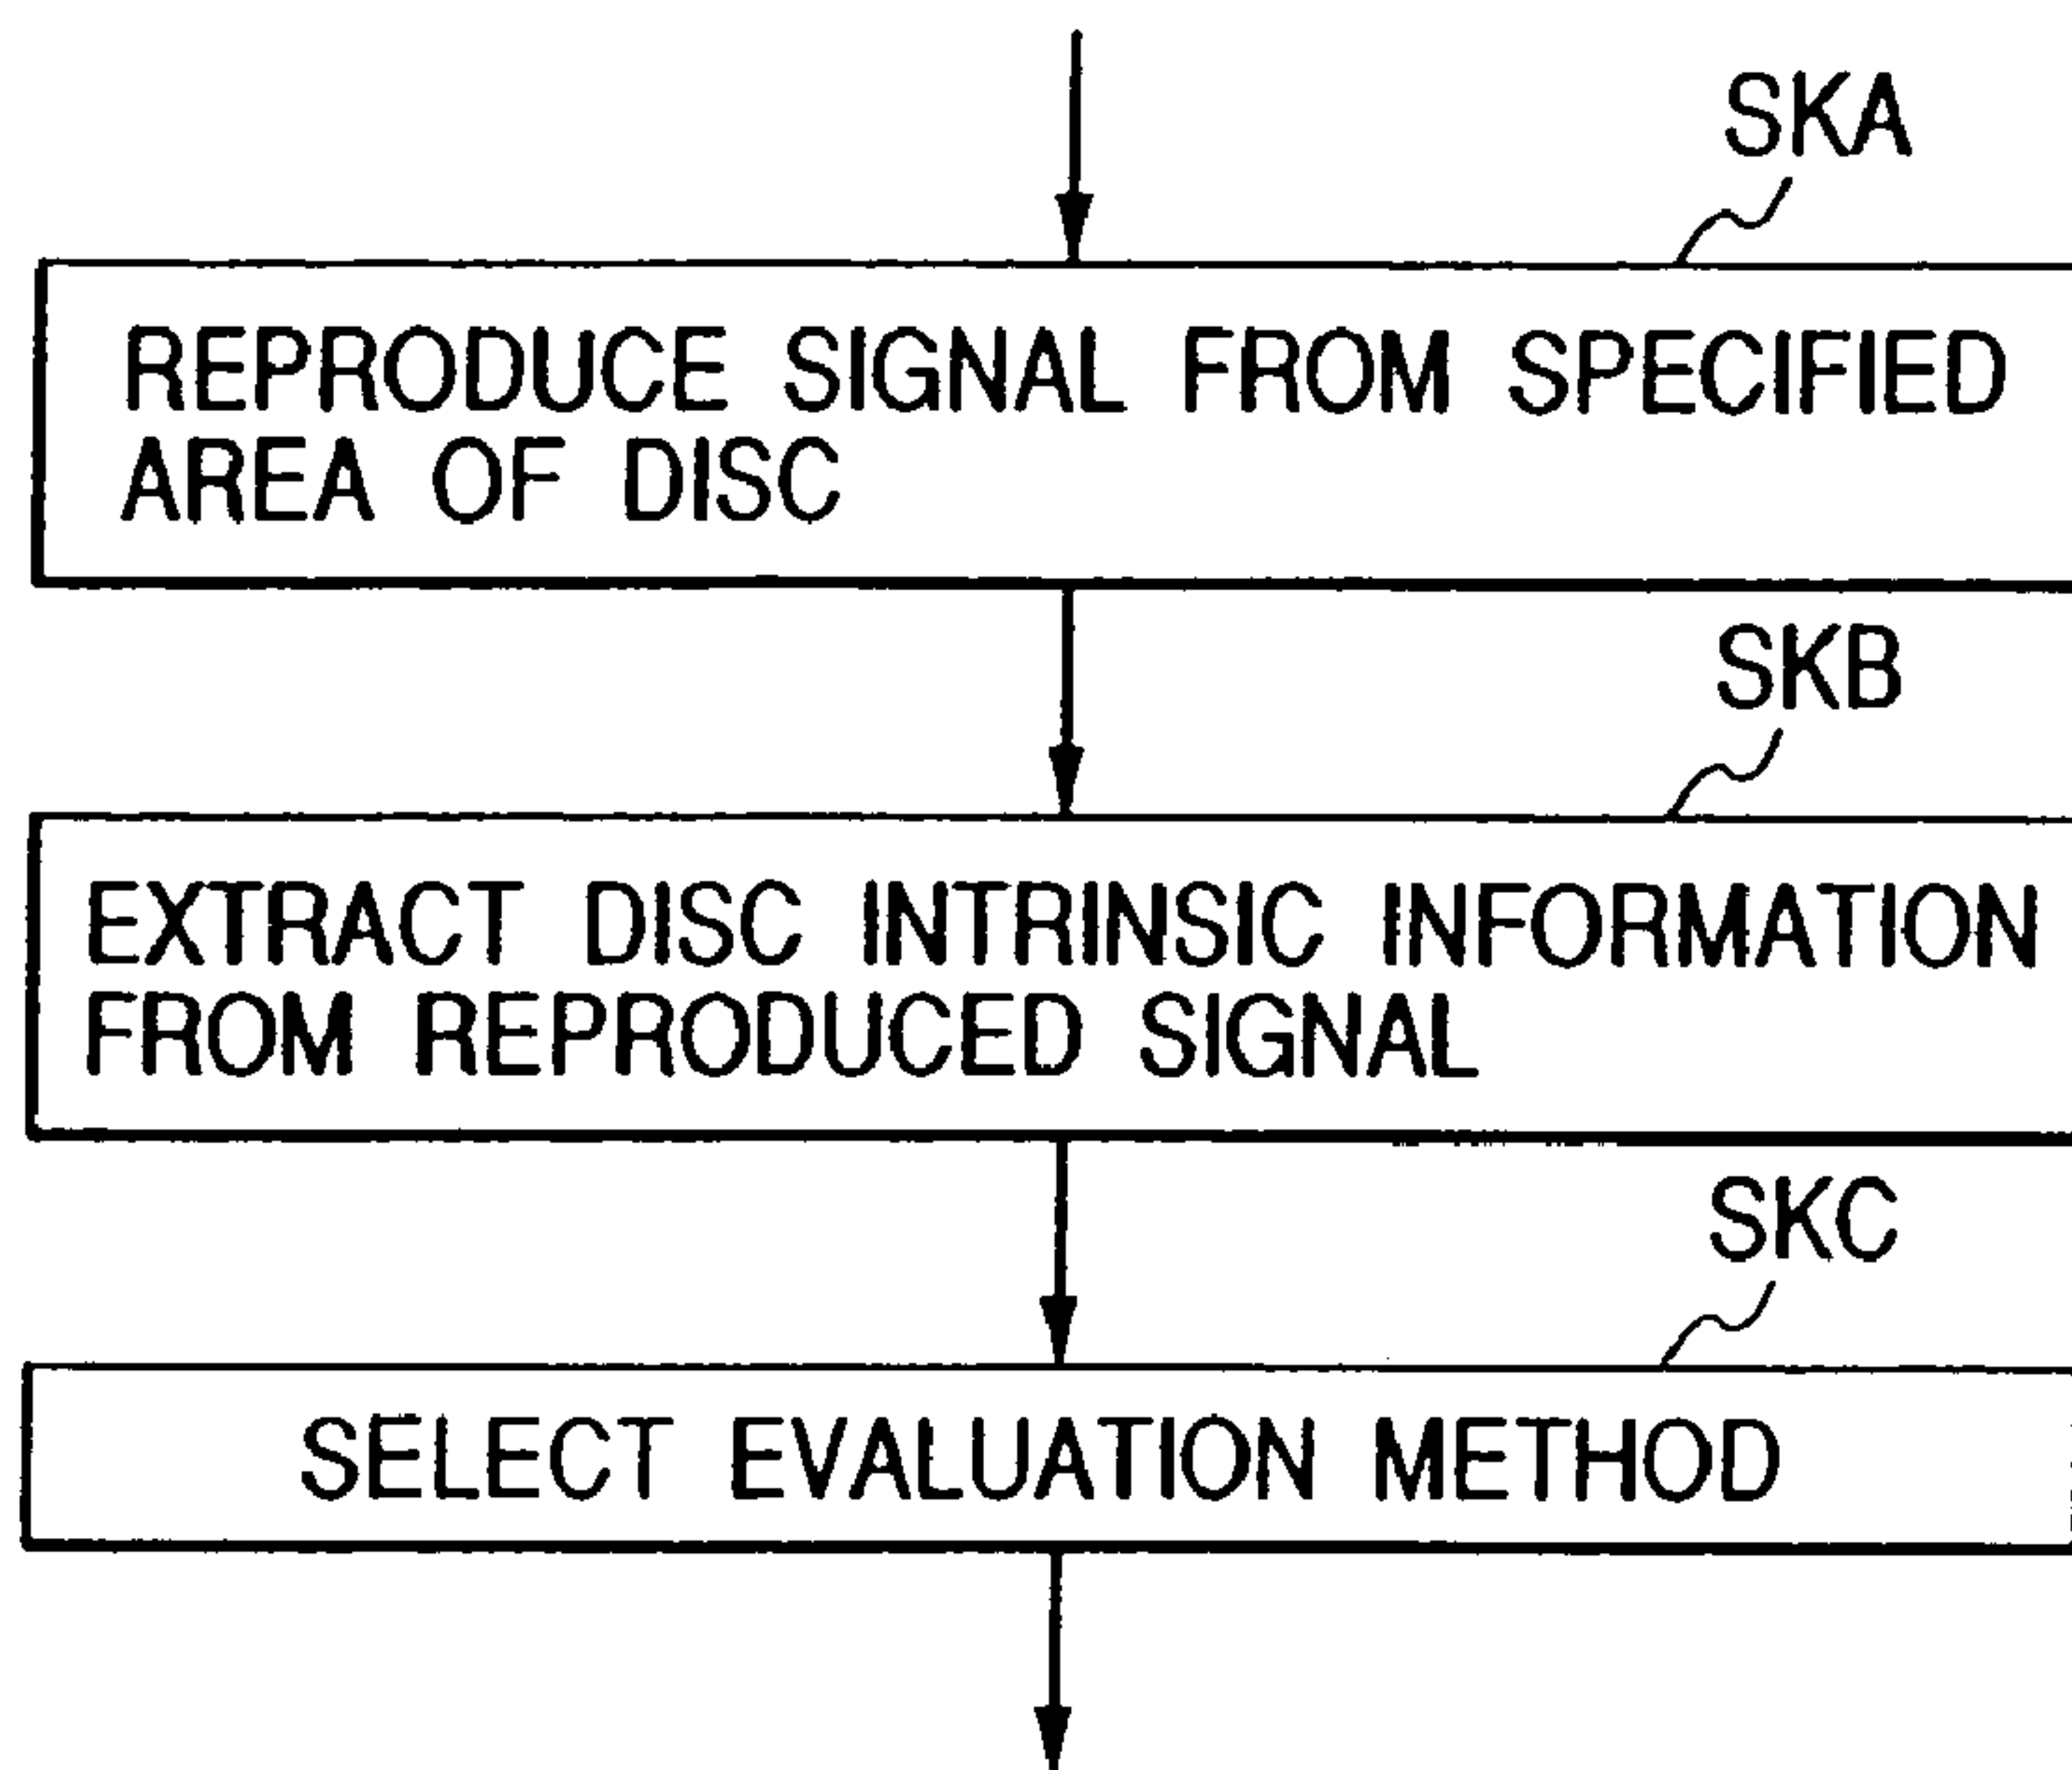 SKA
REPRODUCE SIGNAL FROM SPECIFIED
AREA OF DISC
SKB
EXTRACT DISC INTRINSIC INFORMATION
FROM REPRODUCED SIGNAL
SKC
SELECT EVALUATION METHOD